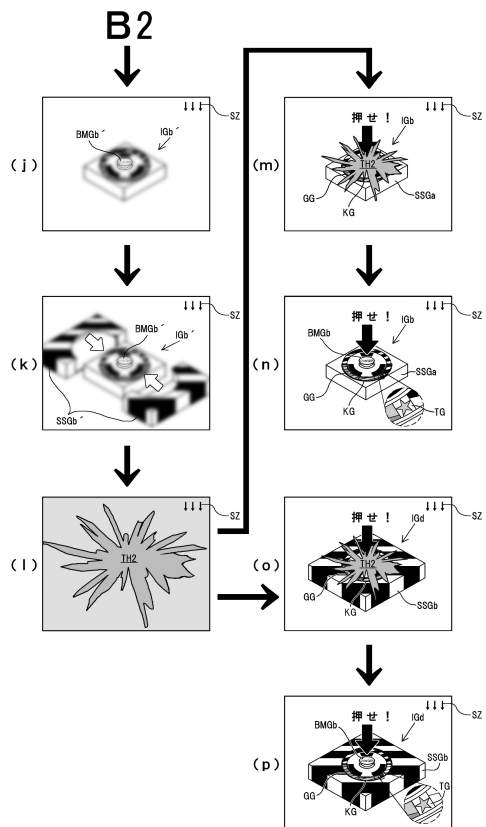 B2
(j)
SZ
BMGb´
IGb´
(k)
SZ
BMGb´
IGb´
SSGb´
(l)
SZ
TH2
(m)
SZ
押せ!
IGb
TH2
GG
KG
SSGa
(n)
SZ
押せ!
IGb
BMGb
SSGa
GG
KG
TG
(o)
SZ
押せ!
IGd
TH2
GG
KG
SSGb
(p)
SZ
押せ!
IGd
BMGb
SSGb
GG
KG
TG